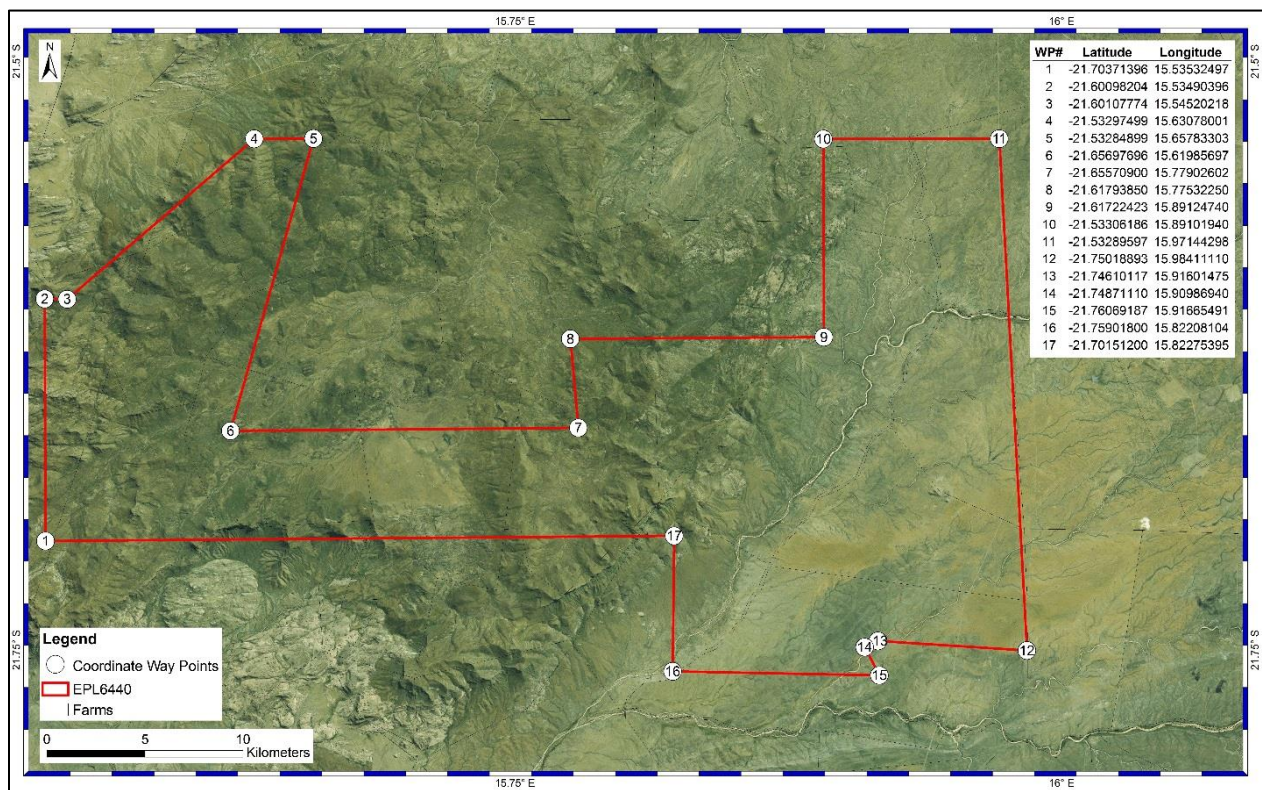 15.75° E 16° E
21.5° S
21.5° S
N
WP# Latitude Longitude
1 -21.70371396 15.53532497
2 -21.60098204 15.53490396
3 -21.60107774 15.54520218
4 -21.53297499 15.63078001
5 -21.53284899 15.65783303
6 -21.65697696 15.61985697
7 -21.65570900 15.77902602
8 -21.61793850 15.77532250
9 -21.61722423 15.89124740
10 -21.53306186 15.89101940
11 -21.53289597 15.97144298
12 -21.75018893 15.98411110
13 -21.74610117 15.91601475
14 -21.74871110 15.90986940
15 -21.76069187 15.91665491
16 -21.75901800 15.82208104
17 -21.70151200 15.82275395
4 5 10 11
2 3
8 9
6 7
1 17
13
14 12
16 15
21.75° S
21.75° S
Legend
Coordinate Way Points
EPL6440
Farms
0 5 10
Kilometers
15.75° E 16° E